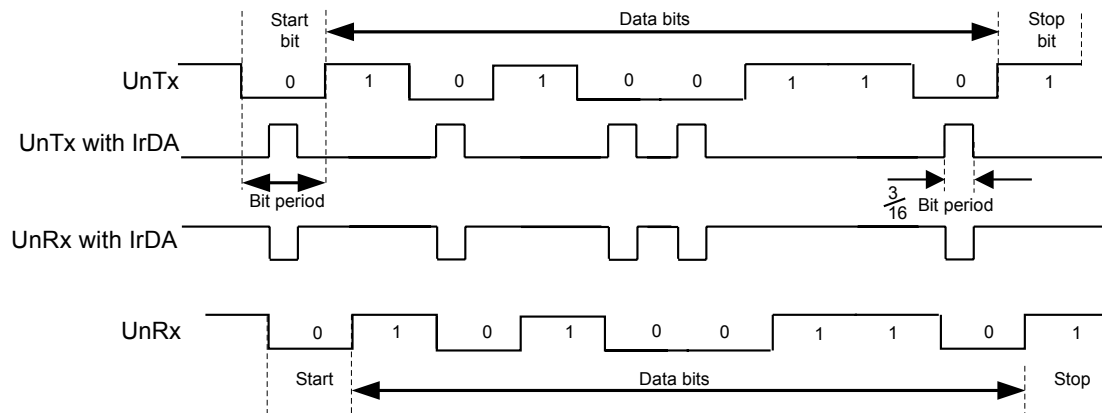 Start
bit
Data bits
Stop
bit
UnTx
0 1 0 1 0 0 1 1 0 1
UnTx with IrDA
Bit period
3/16 Bit period
UnRx with IrDA
UnRx
0 1 0 1 0 0 1 1 0 1
Start
Data bits
Stop